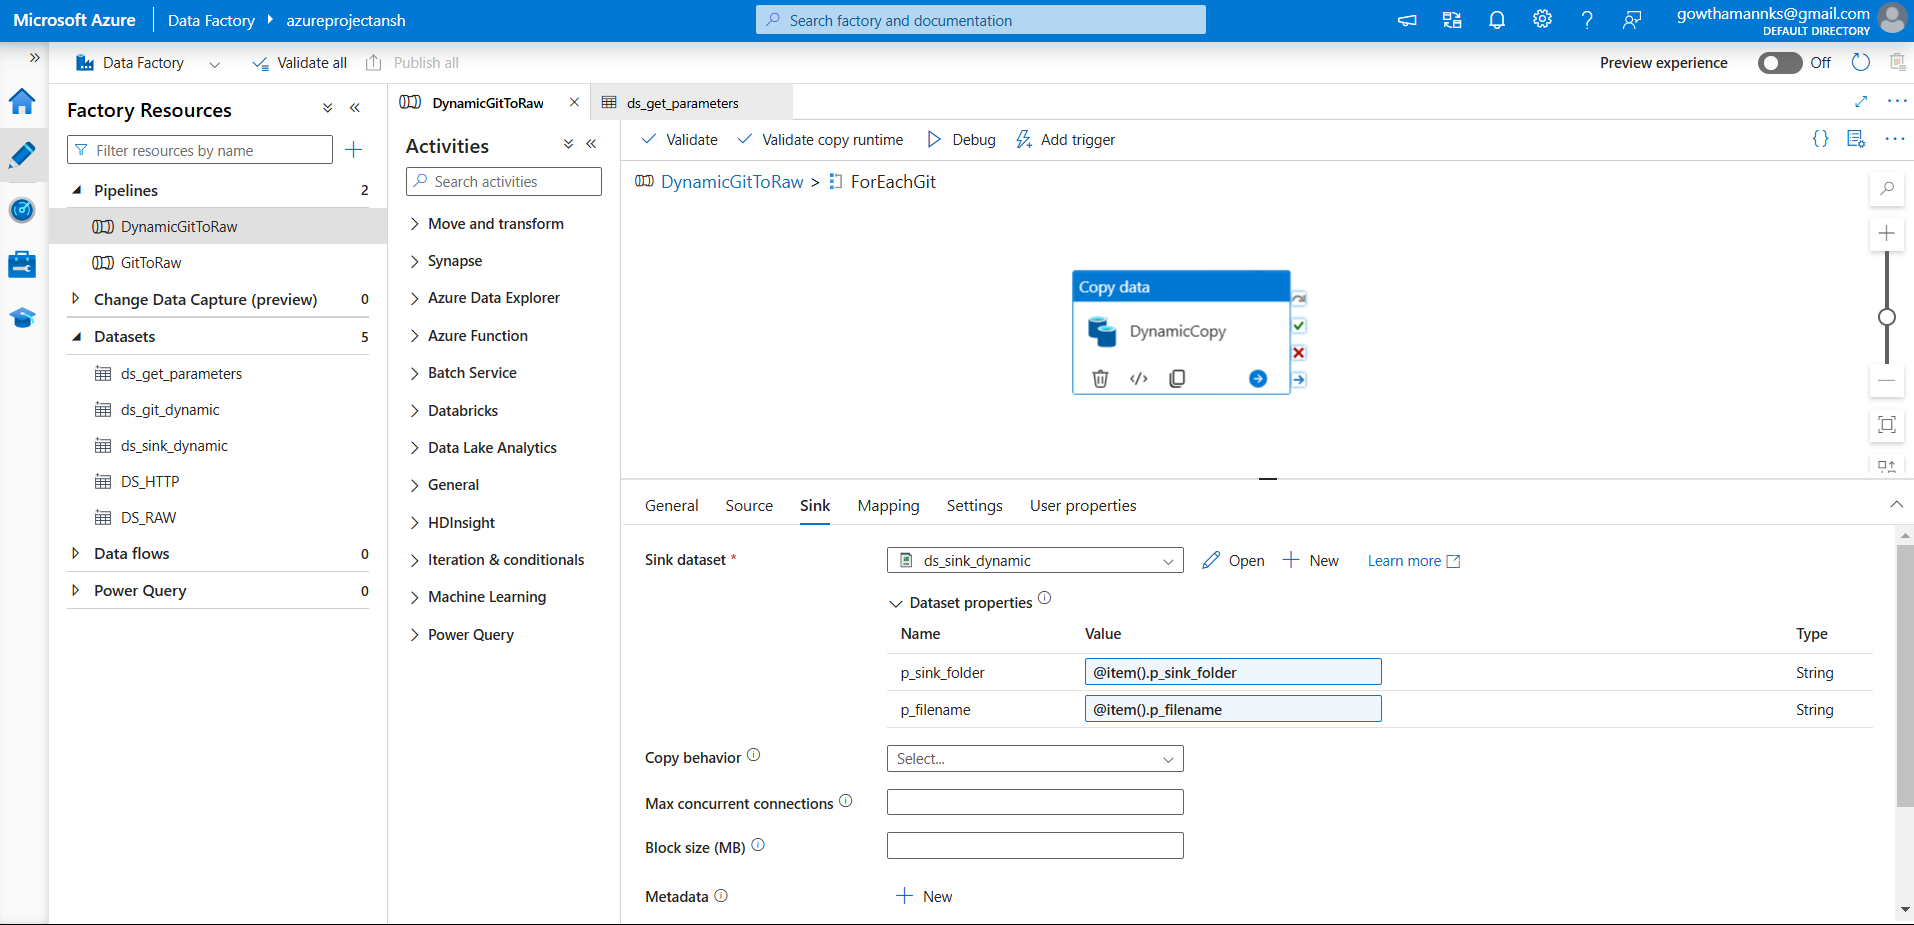 Microsoft Azure
Data Factory
azureprojectansh
Search factory and documentation
gowthamannks@gmail.com
DEFAULT DIRECTORY
Data Factory
Validate all
Publish all
Preview experience
Off
Factory Resources
Filter resources by name
Pipelines 2
DynamicGitToRaw
GitToRaw
Change Data Capture (preview) 0
Datasets 5
ds_get_parameters
ds_git_dynamic
ds_sink_dynamic
DS_HTTP
DS_RAW
Data flows 0
Power Query 0
DynamicGitToRaw
ds_get_parameters
Activities
Search activities
Move and transform
Synapse
Azure Data Explorer
Azure Function
Batch Service
Databricks
Data Lake Analytics
General
HDInsight
Iteration & conditionals
Machine Learning
Power Query
Validate
Validate copy runtime
Debug
Add trigger
DynamicGitToRaw > ForEachGit
Copy data
DynamicCopy
General
Source
Sink
Mapping
Settings
User properties
Sink dataset *
ds_sink_dynamic
Open
New
Learn more
Dataset properties
Name Value Type
p_sink_folder @item().p_sink_folder String
p_filename @item().p_filename String
Copy behavior
Select...
Max concurrent connections
Block size (MB)
Metadata
New